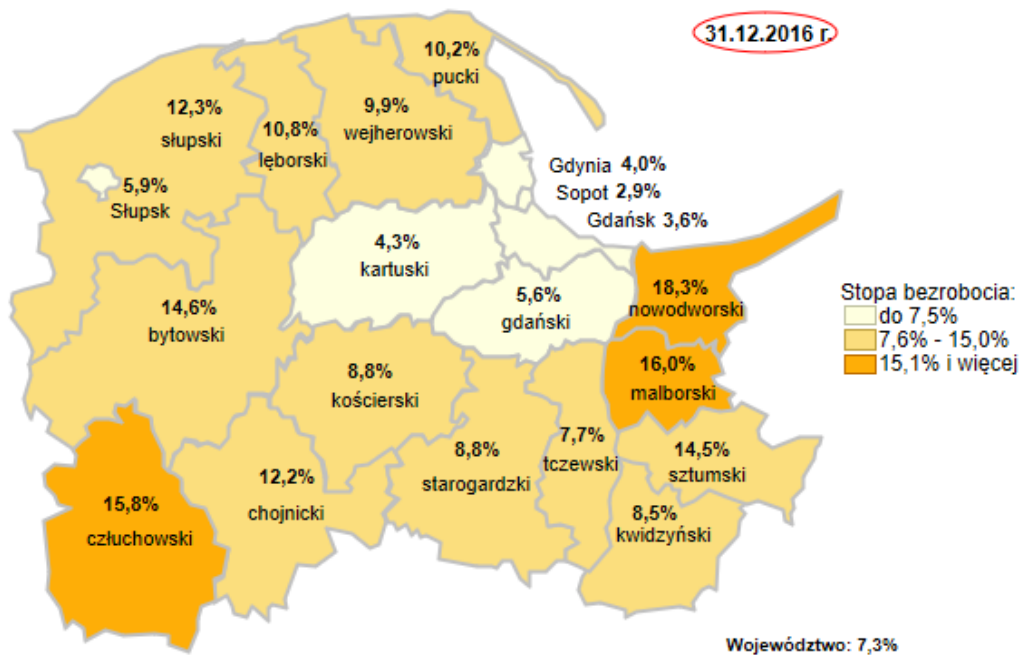 31.12.2016 r.
10,2%
pucki
12,3%
słupski
10,8%
lęborski
9,9%
wejherowski
5,9%
Słupsk
Gdynia 4,0%
Sopot 2,9%
Gdańsk 3,6%
4,3%
kartuski
5,6%
gdański
18,3%
nowodworski
14,6%
bytowski
Stopa bezrobocia:
do 7,5%
7,6% - 15,0%
15,1% i więcej
8,8%
kościerski
16,0%
malborski
15,8%
człuchowski
12,2%
chojnicki
8,8%
starogardzki
7,7%
tczewski
14,5%
sztumski
8,5%
kwidzyński
Województwo: 7,3%